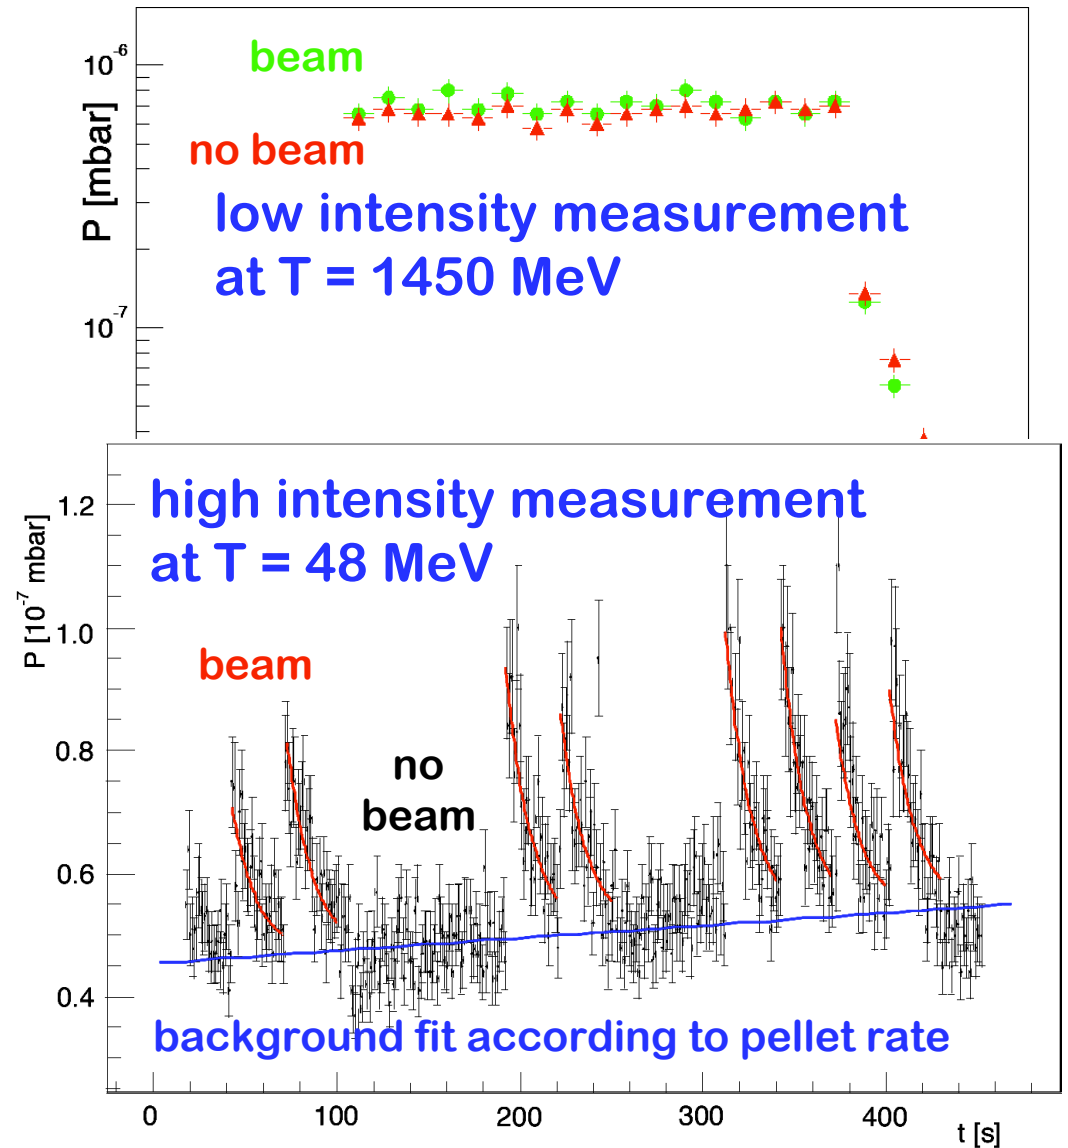 10⁻⁶
beam
P [mbar]
no beam
low intensity measurement
at T = 1450 MeV
10⁻⁷
high intensity measurement
at T = 48 MeV
P [10⁻⁷ mbar]
1.2
1.0
beam
0.8
no
beam
0.6
0.4
background fit according to pellet rate
0 100 200 300 400
t [s]